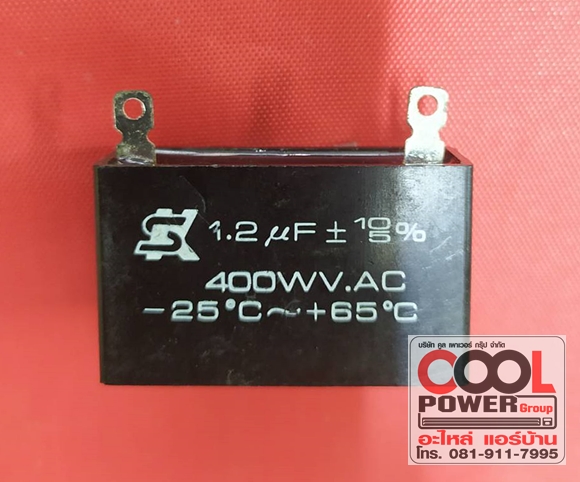 SK 1.2 µF ± 10/5 %
400WV.AC
-25°C~+65°C
บริษัท คูล เพาเวอร์ กรุ๊ป จำกัด
COOL
POWER Group
อะไหล่ แอร์บ้าน
โทร. 081-911-7995